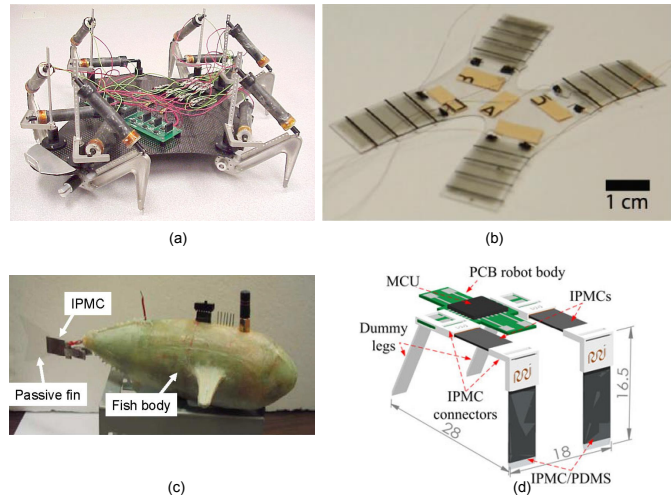 1 cm
(a)
(b)
IPMC
Passive fin
Fish body
(c)
MCU
PCB robot body
IPMCs
Dummy
legs
IPMC
connectors
16.5
28
18
IPMC/PDMS
(d)